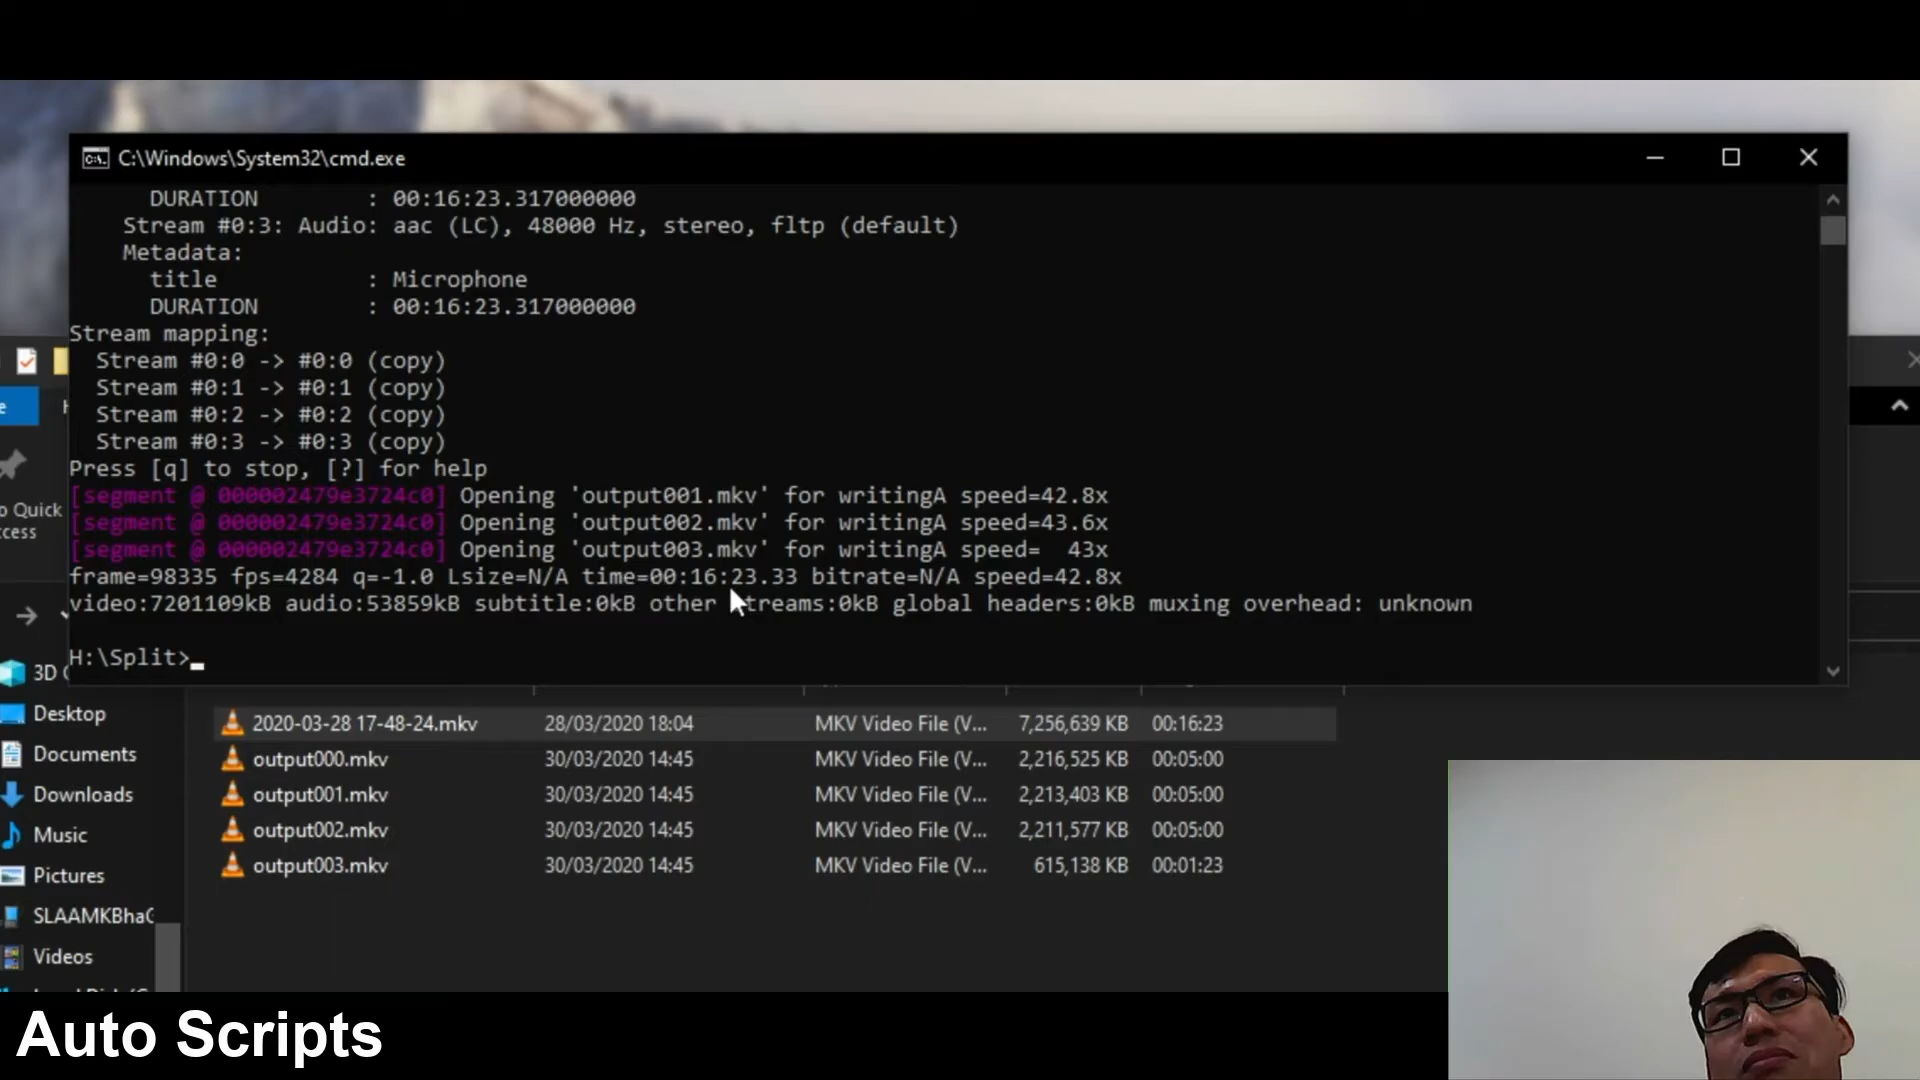 C:\Windows\System32\cmd.exe
DURATION : 00:16:23.317000000
Stream #0:3: Audio: aac (LC), 48000 Hz, stereo, fltp (default)
Metadata:
title : Microphone
DURATION : 00:16:23.317000000
Stream mapping:
Stream #0:0 -> #0:0 (copy)
Stream #0:1 -> #0:1 (copy)
Stream #0:2 -> #0:2 (copy)
Stream #0:3 -> #0:3 (copy)
Press [q] to stop, [?] for help
[segment @ 000002479e3724c0] Opening 'output001.mkv' for writingA speed=42.8x
[segment @ 000002479e3724c0] Opening 'output002.mkv' for writingA speed=43.6x
[segment @ 000002479e3724c0] Opening 'output003.mkv' for writingA speed= 43x
frame=98335 fps=4284 q=-1.0 Lsize=N/A time=00:16:23.33 bitrate=N/A speed=42.8x
video:7201109kB audio:53859kB subtitle:0kB other treams:0kB global headers:0kB muxing overhead: unknown
H:\Split>
o Quick
cess
3D
Desktop
Documents
Downloads
Music
Pictures
SLAAMKBha
Videos
2020-03-28 17-48-24.mkv 28/03/2020 18:04 MKV Video File (V... 7,256,639 KB 00:16:23
output000.mkv 30/03/2020 14:45 MKV Video File (V... 2,216,525 KB 00:05:00
output001.mkv 30/03/2020 14:45 MKV Video File (V... 2,213,403 KB 00:05:00
output002.mkv 30/03/2020 14:45 MKV Video File (V... 2,211,577 KB 00:05:00
output003.mkv 30/03/2020 14:45 MKV Video File (V... 615,138 KB 00:01:23
Auto Scripts